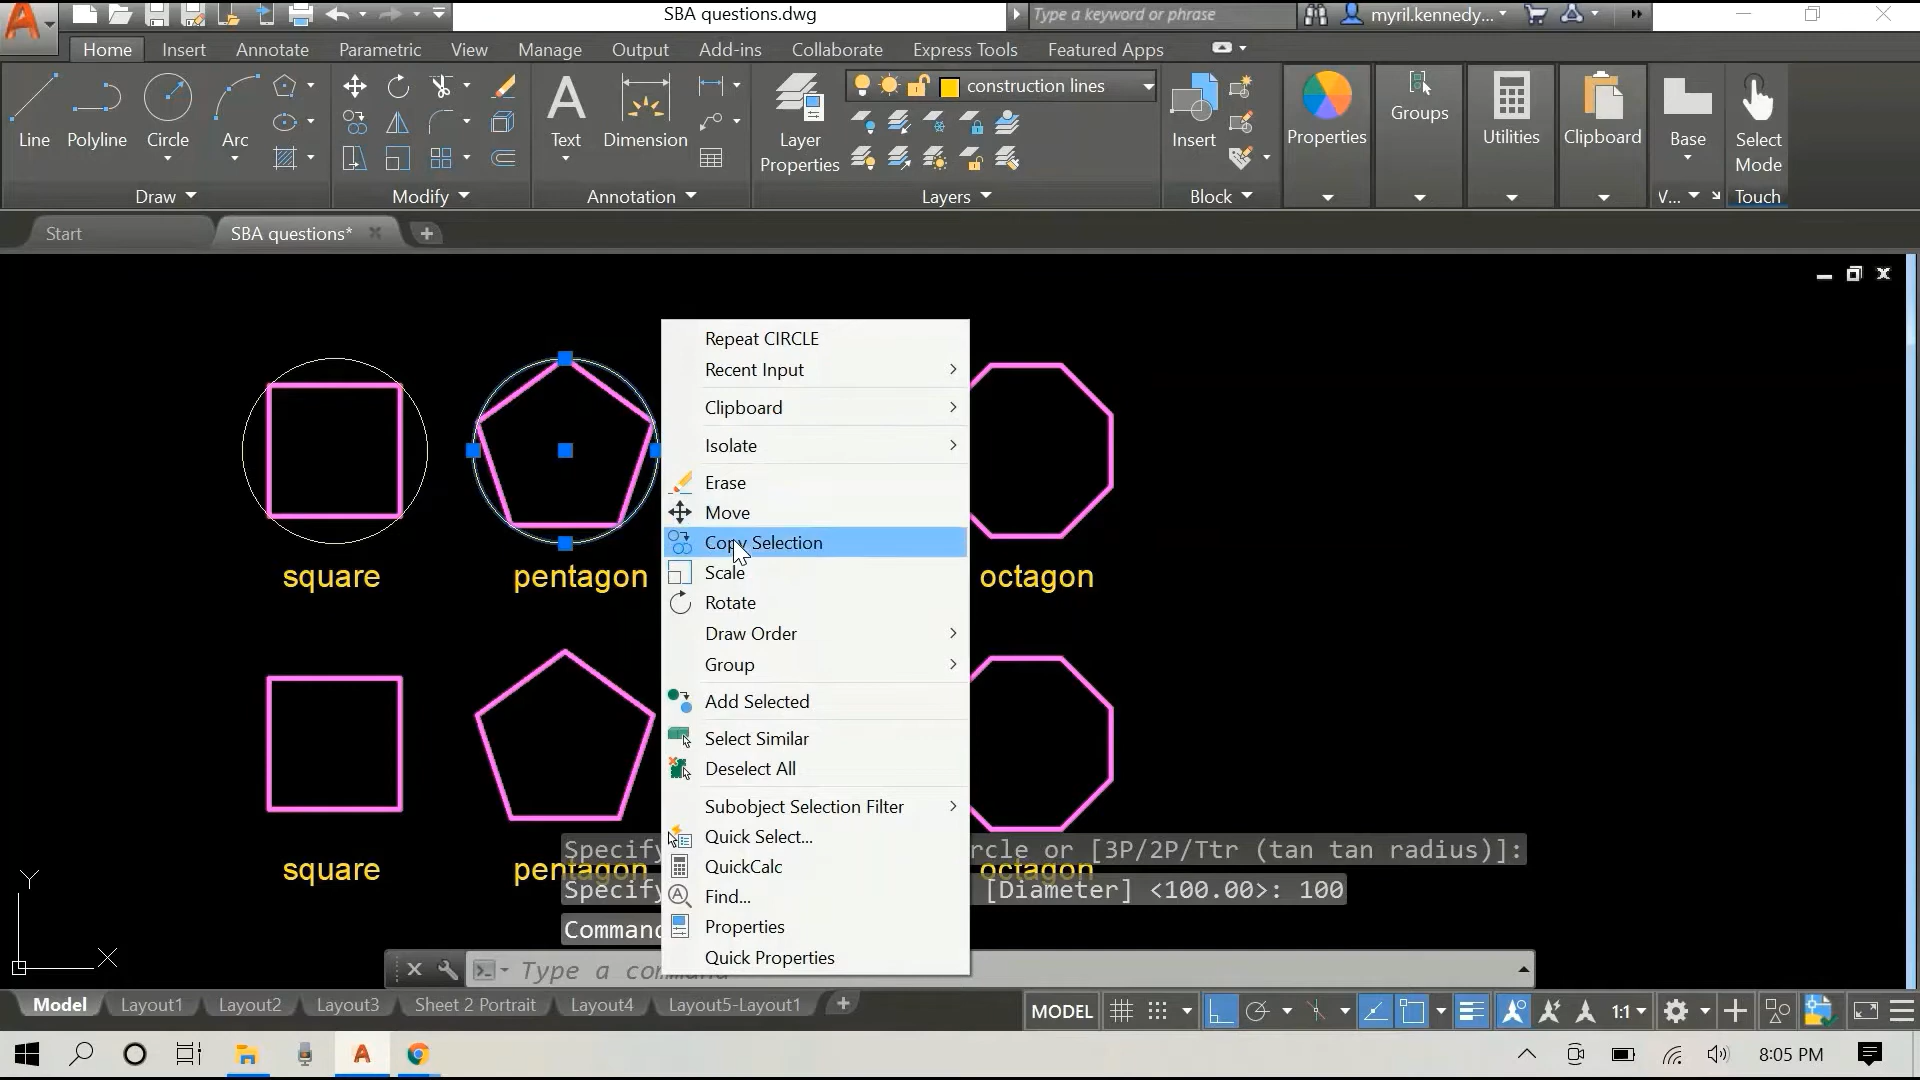 SBA questions.dwg
Type a keyword or phrase
myril.kennedy...
Home Insert Annotate Parametric View Manage Output Add-ins Collaborate Express Tools Featured Apps
Line Polyline Circle Arc
Text Dimension
Layer
Properties
construction lines
Insert Properties Groups Utilities Clipboard Base
Select
Mode
Draw Modify Annotation Layers Block V... Touch
Start SBA questions*
Repeat CIRCLE
Recent Input
Clipboard
Isolate
Erase
Move
Copy Selection
Scale
Rotate
Draw Order
Group
Add Selected
Select Similar
Deselect All
Subobject Selection Filter
Quick Select...
QuickCalc
Find...
Properties
Quick Properties
square pentagon octagon
square pentagon octagon
Specify rcle or [3P/2P/Ttr (tan tan radius)]:
Specify [Diameter] <100.00>: 100
Command
Type a command
Y
X
Model Layout1 Layout2 Layout3 Sheet 2 Portrait Layout4 Layout5-Layout1
MODEL 1:1
8:05 PM